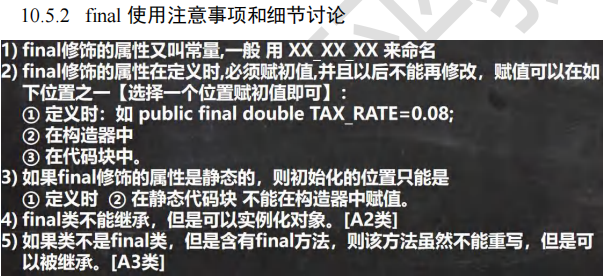 10.5.2 final 使用注意事项和细节讨论
1) final修饰的属性又叫常量,一般 用 XX_XX_XX 来命名
2) final修饰的属性在定义时,必须赋初值,并且以后不能再修改，赋值可以在如
下位置之一【选择一个位置赋初值即可】:
① 定义时：如 public final double TAX_RATE=0.08;
② 在构造器中
③ 在代码块中。
3) 如果final修饰的属性是静态的，则初始化的位置只能是
① 定义时 ② 在静态代码块 不能在构造器中赋值。
4) final类不能继承，但是可以实例化对象。[A2类]
5) 如果类不是final类，但是含有final方法，则该方法虽然不能重写，但是可
以被继承。[A3类]